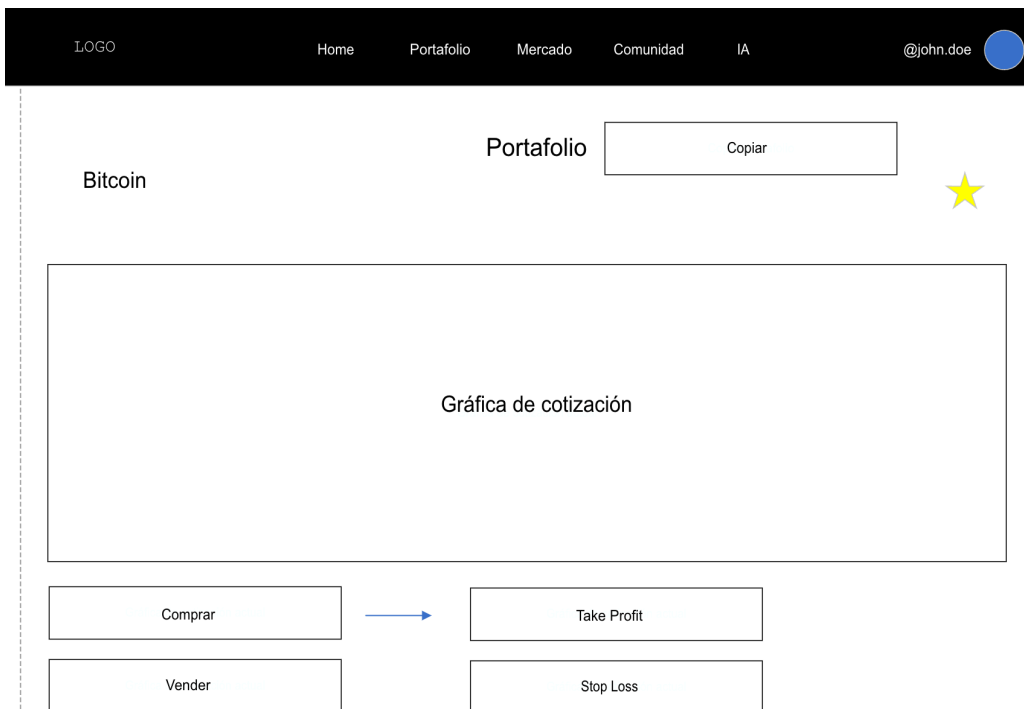 LOGO
Home
Portafolio
Mercado
Comunidad
IA
@john.doe
Portafolio
Copiar
Bitcoin
Gráfica de cotización
Comprar
Take Profit
Vender
Stop Loss